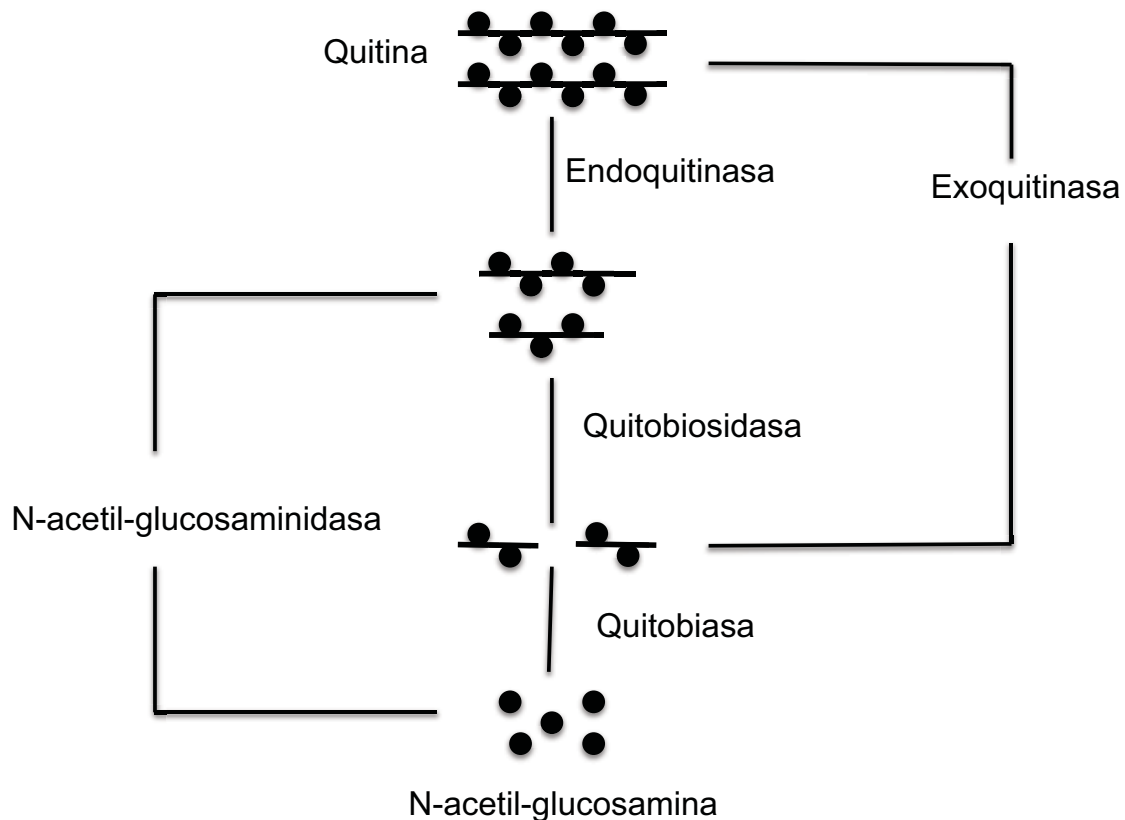 Quitina
Endoquitinasa
Exoquitinasa
Quitobiosidasa
N-acetil-glucosaminidasa
Quitobiasa
N-acetil-glucosamina